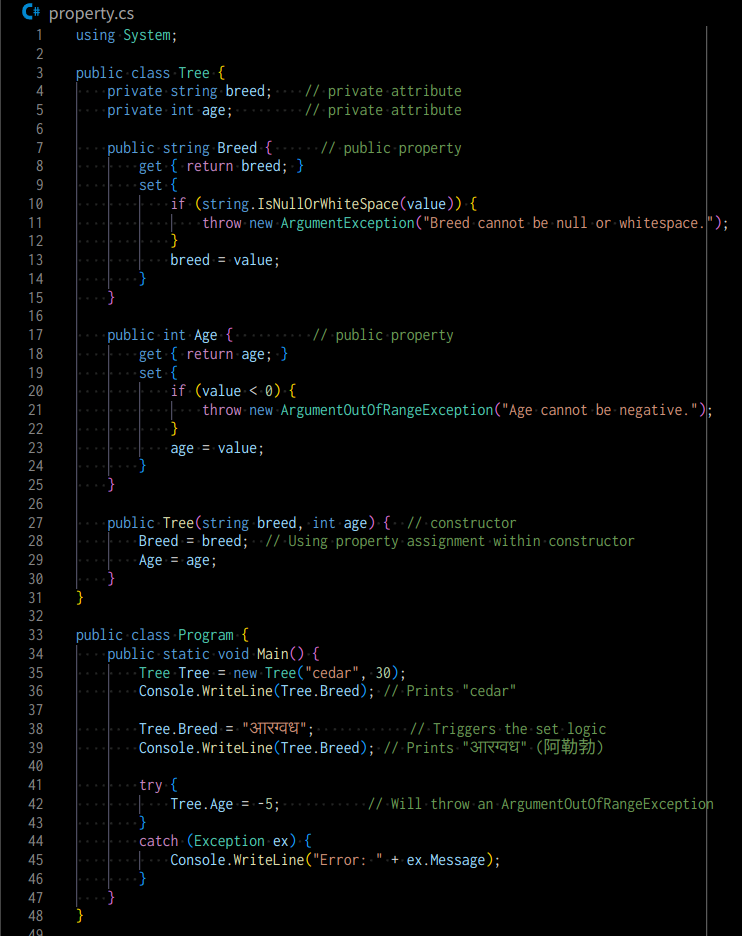 C# property.cs
1 using System;
2
3 public class Tree {
4     private string breed;    // private attribute
5     private int age;         // private attribute
6
7     public string Breed {      // public property
8         get { return breed; }
9         set {
10             if (string.IsNullOrWhiteSpace(value)) {
11                 throw new ArgumentException("Breed cannot be null or whitespace.");
12             }
13             breed = value;
14         }
15     }
16
17     public int Age {          // public property
18         get { return age; }
19         set {
20             if (value < 0) {
21                 throw new ArgumentOutOfRangeException("Age cannot be negative.");
22             }
23             age = value;
24         }
25     }
26
27     public Tree(string breed, int age) {  // constructor
28         Breed = breed;  // Using property assignment within constructor
29         Age = age;
30     }
31 }
32
33 public class Program {
34     public static void Main() {
35         Tree Tree = new Tree("cedar", 30);
36         Console.WriteLine(Tree.Breed); // Prints "cedar"
37
38         Tree.Breed = "आरग्वध";            // Triggers the set logic
39         Console.WriteLine(Tree.Breed); // Prints "आरग्वध" (阿勒勃)
40
41         try {
42             Tree.Age = -5;           // Will throw an ArgumentOutOfRangeException
43         }
44         catch (Exception ex) {
45             Console.WriteLine("Error: " + ex.Message);
46         }
47     }
48 }
49